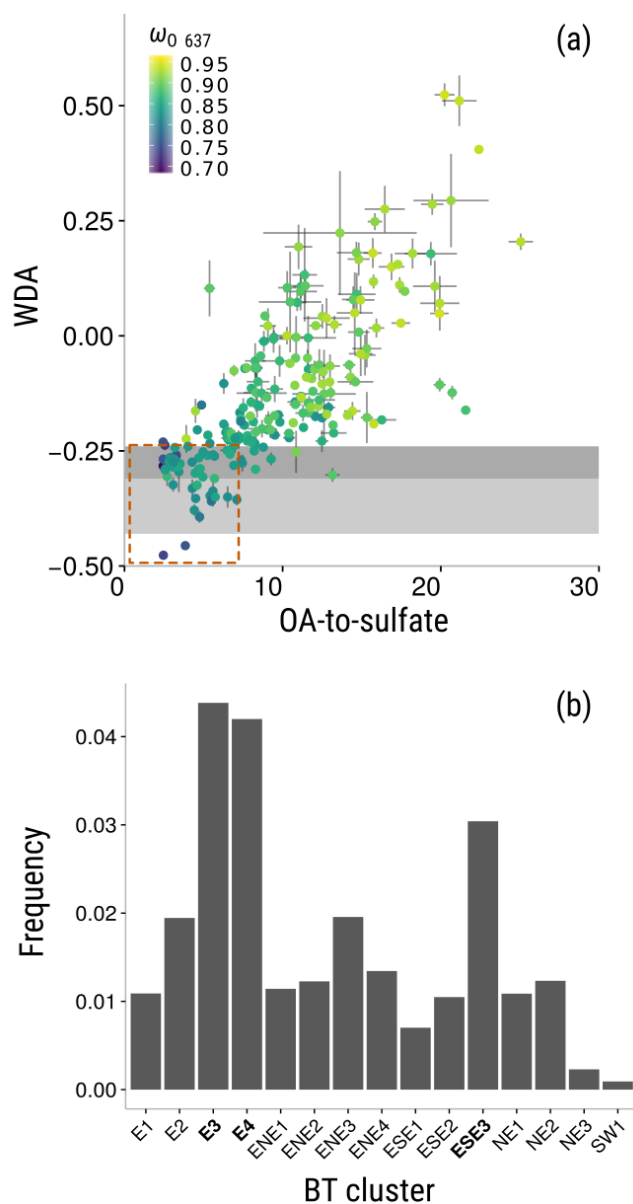 (a)
ω0 637
0.95
0.90
0.85
0.80
0.75
0.70
WDA
0.50
0.25
0.00
−0.25
−0.50
0 10 20 30
OA-to-sulfate
(b)
Frequency
0.04
0.03
0.02
0.01
0.00
E1 E2 E3 E4 ENE1 ENE2 ENE3 ENE4 ESE1 ESE2 ESE3 NE1 NE2 NE3 SW1
BT cluster